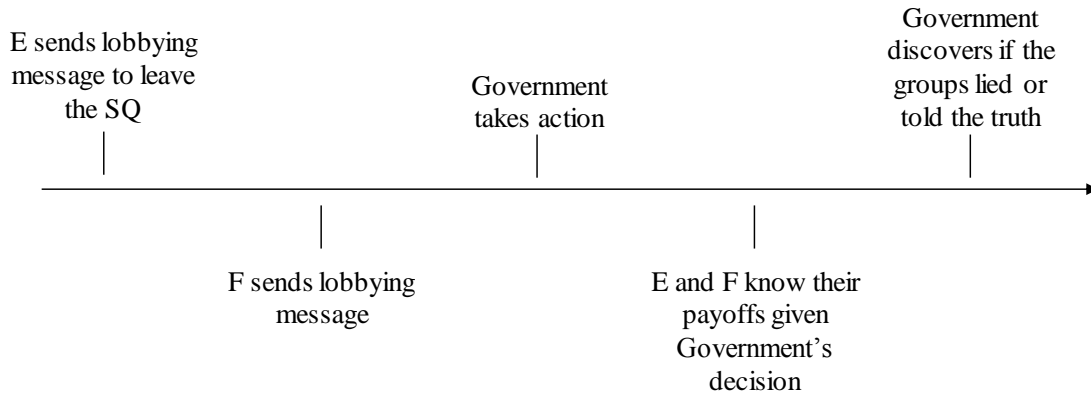 E sends lobbying
message to leave
the SQ
F sends lobbying
message
Government
takes action
E and F know their
payoffs given
Government's
decision
Government
discovers if the
groups lied or
told the truth